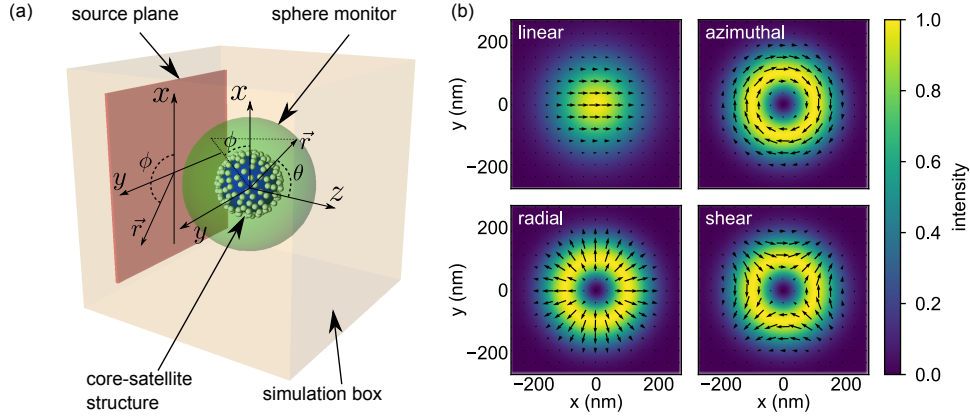 (a)
source plane
sphere monitor
x
x
ϕ
ϕ
r⃗
θ
y
z
r⃗
y
core-satellite
structure
simulation box
(b)
linear
azimuthal
radial
shear
200
0
−200
y (nm)
200
0
−200
y (nm)
−200 0 200
x (nm)
−200 0 200
x (nm)
1.0
0.8
0.6
0.4
0.2
0.0
intensity